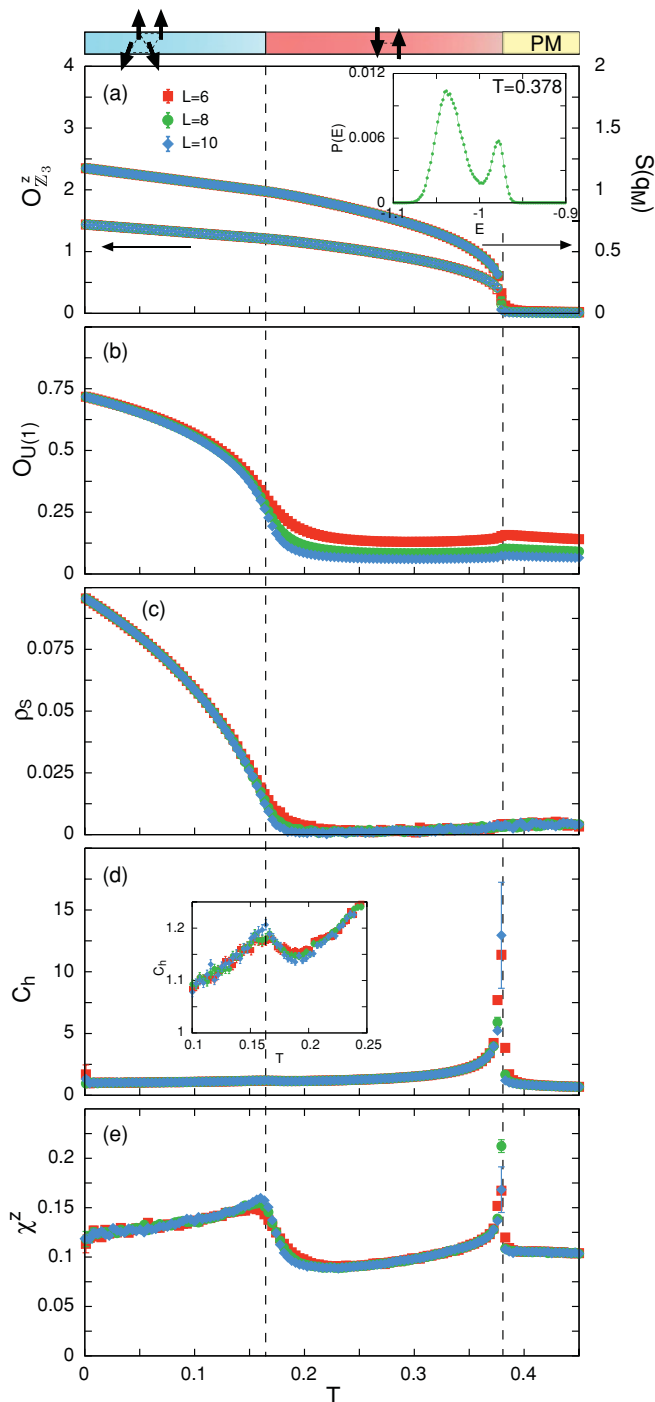 PM
4
3
2
1
0
(a)
L=6
L=8
L=10
O^z_{ℤ_3}
0.012
0.006
0
P(E)
T=0.378
-1.1
-1
-0.9
E
2
1.5
1
0.5
0
S(q_M)
(b)
0.75
0.5
0.25
0
O_{U(1)}
(c)
0.075
0.05
0.025
0
ρ_S
(d)
15
10
5
0
C_h
1.2
1.1
1
C_h
0.1
0.15
0.2
0.25
T
(e)
0.2
0.15
0.1
0.05
0
χ^z
0
0.1
0.2
0.3
0.4
T